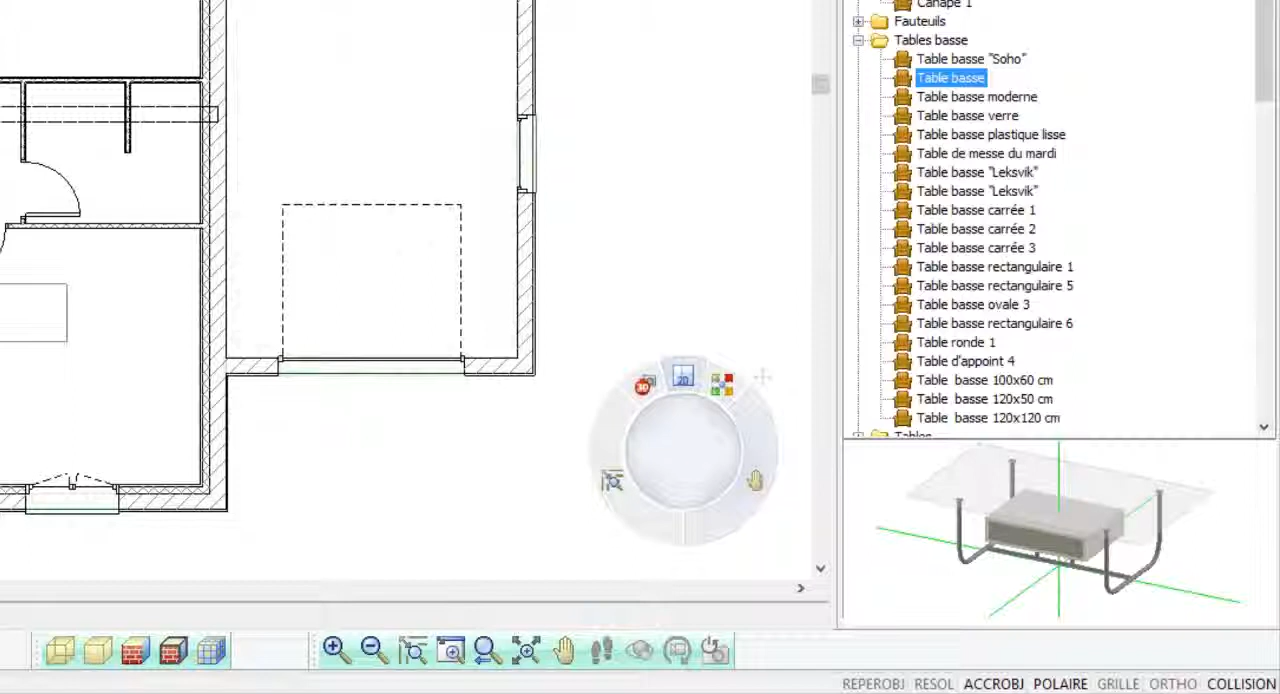 Canapé 1
Fauteuils
Tables basse
Table basse "Soho"
Table basse
Table basse moderne
Table basse verre
Table basse plastique lisse
Table de messe du mardi
Table basse "Leksvik"
Table basse "Leksvik"
Table basse carrée 1
Table basse carrée 2
Table basse carrée 3
Table basse rectangulaire 1
Table basse rectangulaire 5
Table basse ovale 3
Table basse rectangulaire 6
Table ronde 1
Table d'appoint 4
Table  basse 100x60 cm
Table  basse 120x50 cm
Table  basse 120x120 cm
Tables
3D
2D
REPEROBJ RESOL ACCROBJ POLAIRE GRILLE ORTHO COLLISION